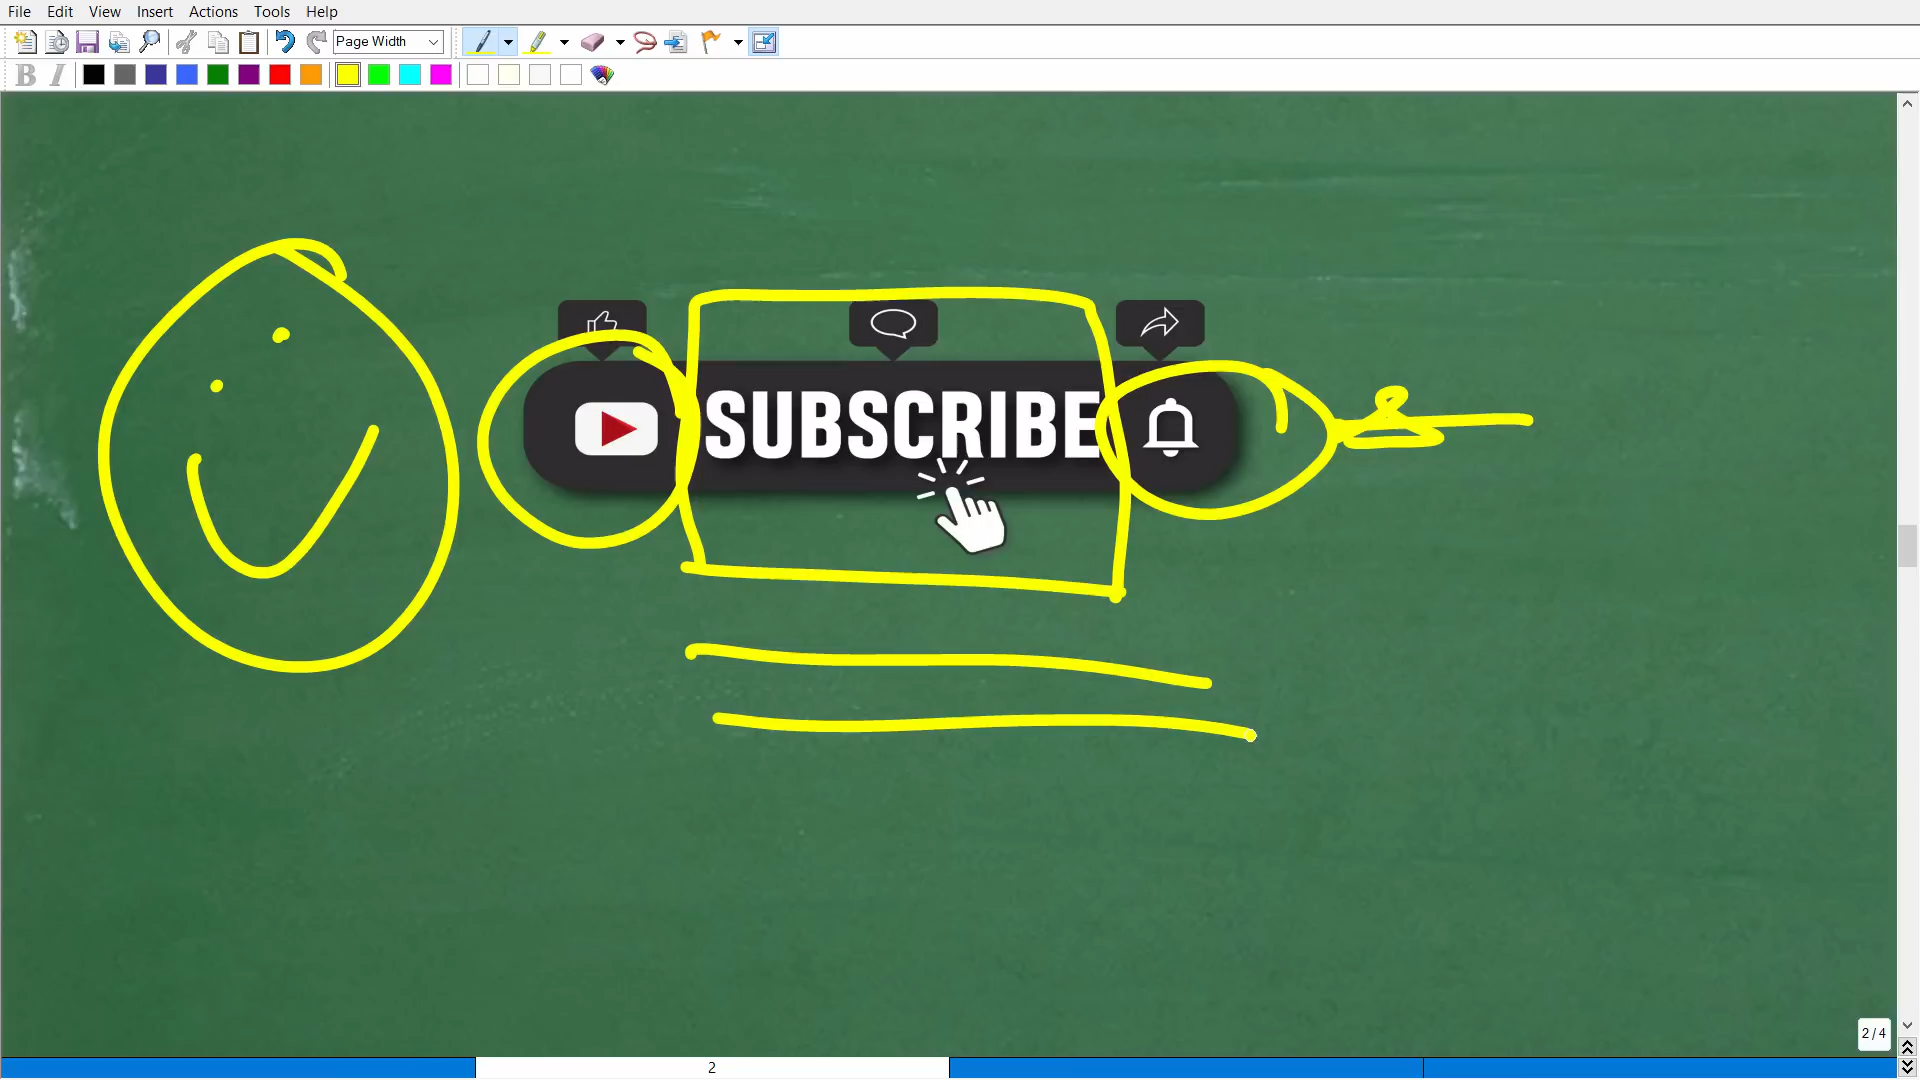 File Edit View Insert Actions Tools Help
Page Width
B I
SUBSCRIBE
2 / 4
2